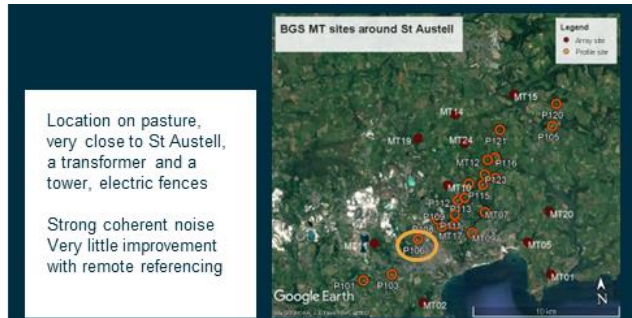 Location on pasture,
very close to St Austell,
a transformer and a
tower, electric fences
Strong coherent noise
Very little improvement
with remote referencing
BGS MT sites around St Austell
Legend
Array site
Profile site
MT15
P120
MT14
P105
MT19
MT24
P121
MT12
P116
P123
MT10
P115
P112
P113
MT07
MT20
P109
P108
MT17
MT09
MT05
P106
MT01
P101
P103
MT02
Google Earth
N
10 km